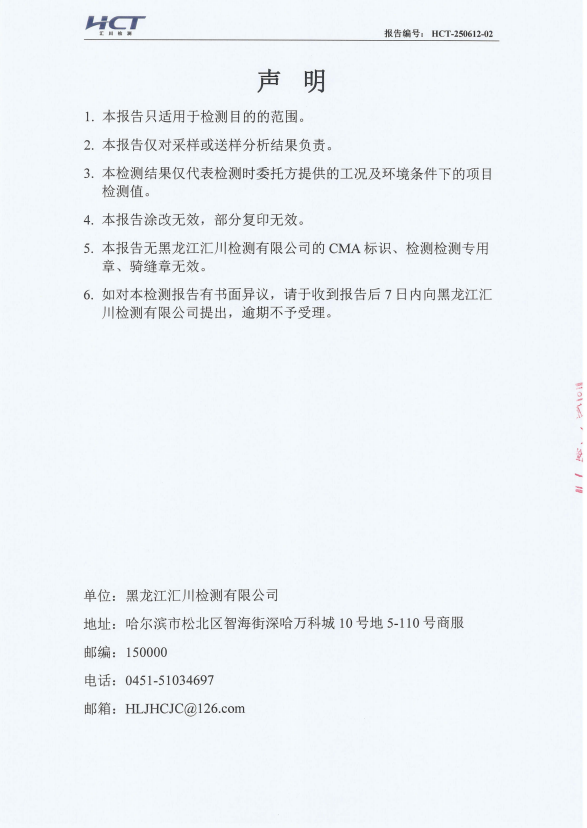 HCT
汇川检测
报告编号： HCT-250612-02
声 明
1. 本报告只适用于检测目的的范围。
2. 本报告仅对采样或送样分析结果负责。
3. 本检测结果仅代表检测时委托方提供的工况及环境条件下的项目
检测值。
4. 本报告涂改无效，部分复印无效。
5. 本报告无黑龙江汇川检测有限公司的 CMA 标识、检测检测专用
章、骑缝章无效。
6. 如对本检测报告有书面异议，请于收到报告后 7 日内向黑龙江汇
川检测有限公司提出，逾期不予受理。
单位：黑龙江汇川检测有限公司
地址：哈尔滨市松北区智海街深哈万科城 10 号地 5-110 号商服
邮编：150000
电话：0451-51034697
邮箱：HLJHCJC@126.com